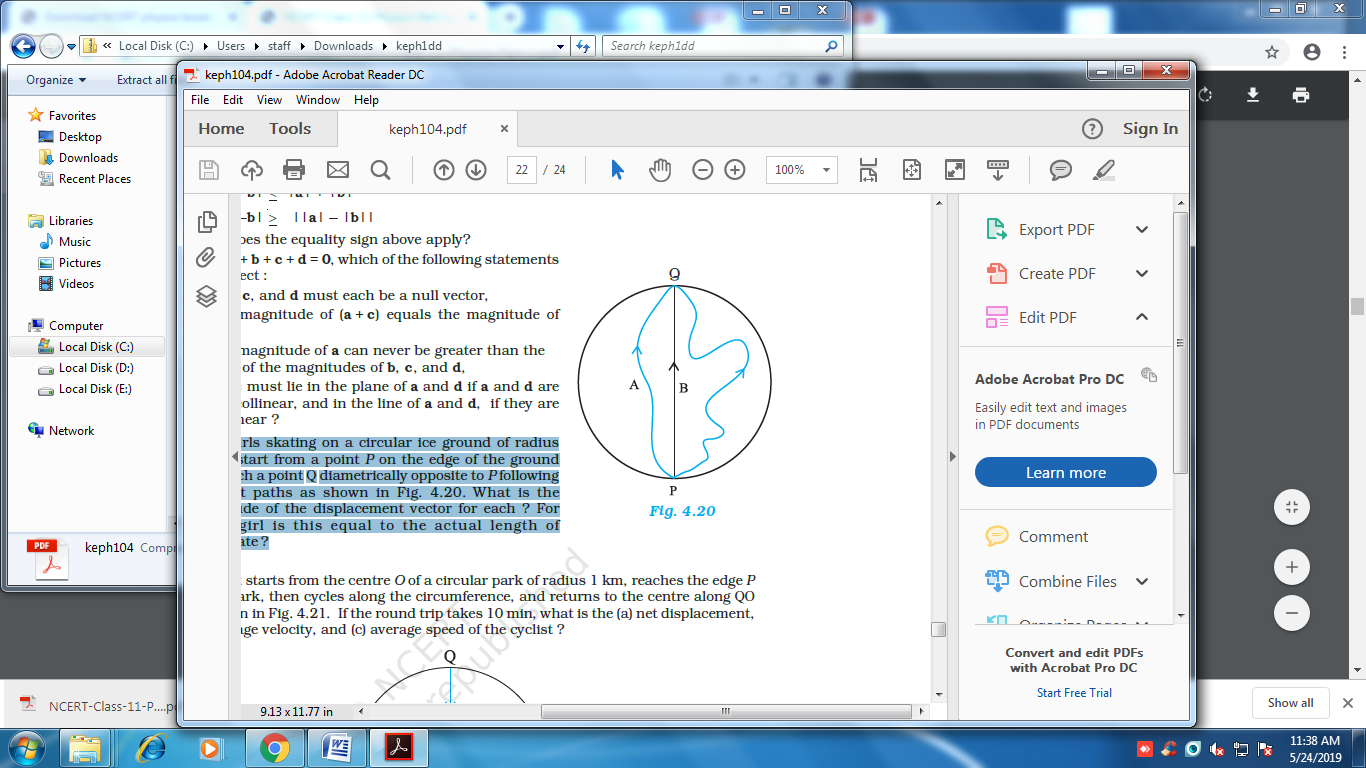 Local Disk (C:) Users staff Downloads keph1dd
Search keph1dd
Organize Extract all fi
Favorites
Desktop
Downloads
Recent Places
Libraries
Music
Pictures
Videos
Computer
Local Disk (C:)
Local Disk (D:)
Local Disk (E:)
Network
PDF
keph104 Compr
keph104.pdf - Adobe Acrobat Reader DC
File Edit View Window Help
Home Tools keph104.pdf × ? Sign In
22 / 24 100%
–b| ≥ ||a| − |b||
oes the equality sign above apply?
+ b + c + d = 0, which of the following statements
ect :
c, and d must each be a null vector,
magnitude of (a + c) equals the magnitude of
magnitude of a can never be greater than the
of the magnitudes of b, c, and d,
must lie in the plane of a and d if a and d are
collinear, and in the line of a and d, if they are
near ?
irls skating on a circular ice ground of radius
start from a point P on the edge of the ground
ch a point Q diametrically opposite to P following
t paths as shown in Fig. 4.20. What is the
ude of the displacement vector for each ? For
girl is this equal to the actual length of
ate ?
Q
A
B
P
Fig. 4.20
starts from the centre O of a circular park of radius 1 km, reaches the edge P
ark, then cycles along the circumference, and returns to the centre along QO
n in Fig. 4.21. If the round trip takes 10 min, what is the (a) net displacement,
age velocity, and (c) average speed of the cyclist ?
NCERT
republished
Q
9.13 x 11.77 in
Export PDF
Create PDF
Edit PDF
Adobe Acrobat Pro DC
Easily edit text and images
in PDF documents
Learn more
Comment
Combine Files
Organize Pages
Convert and edit PDFs
with Acrobat Pro DC
Start Free Trial
NCERT-Class-11-P....p
Show all
11:38 AM
5/24/2019